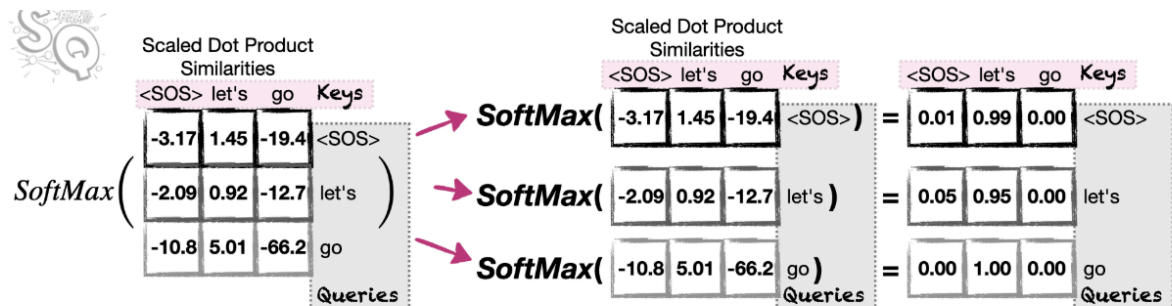 SQ
Scaled Dot Product
Similarities
<SOS> let's go Keys
SoftMax(
-3.17 1.45 -19.4 <SOS>
-2.09 0.92 -12.7 let's
-10.8 5.01 -66.2 go
)
Queries
Scaled Dot Product
Similarities
<SOS> let's go Keys
<SOS> let's go Keys
SoftMax( -3.17 1.45 -19.4 <SOS> ) = 0.01 0.99 0.00 <SOS>
SoftMax( -2.09 0.92 -12.7 let's ) = 0.05 0.95 0.00 let's
SoftMax( -10.8 5.01 -66.2 go ) = 0.00 1.00 0.00 go
Queries
Queries